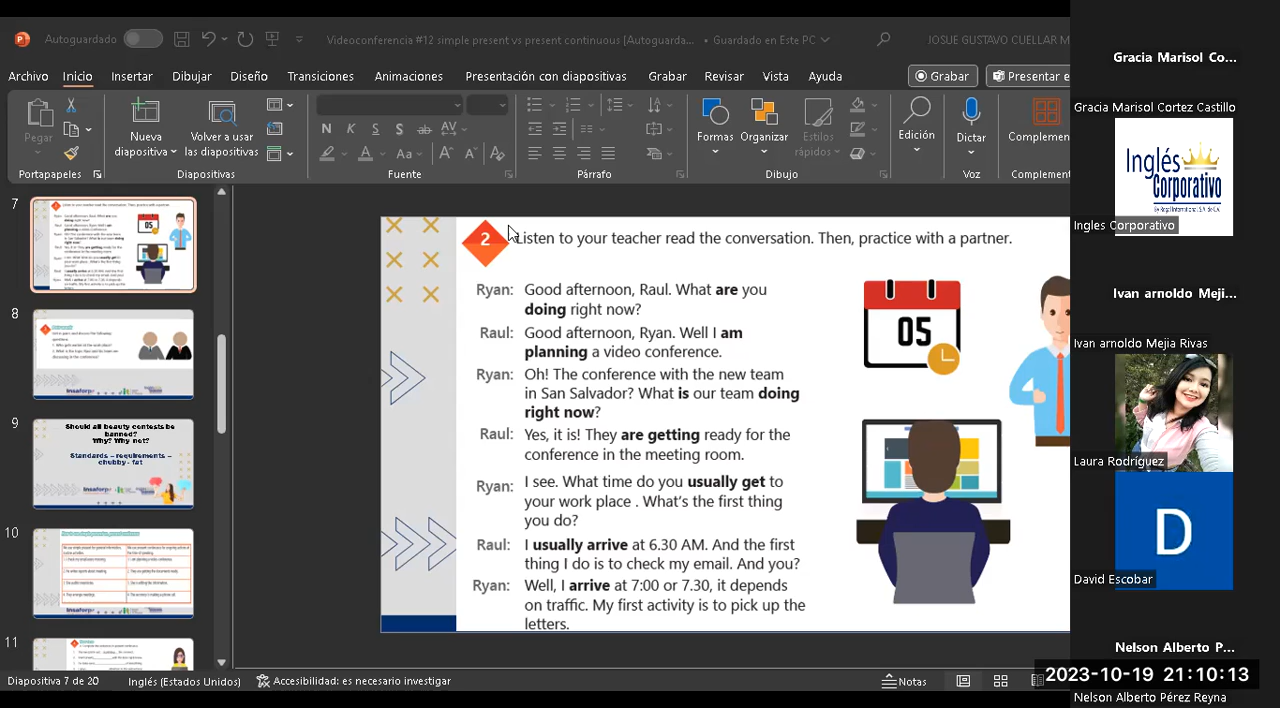 Autoguardado
Videoconferencia #12 simple present vs present continuous [Autoguarda... • Guardado en Este PC
JOSUE GUSTAVO CUELLAR M
Archivo Inicio Insertar Dibujar Diseño Transiciones Animaciones Presentación con diapositivas Grabar Revisar Vista Ayuda
Grabar
Presentar e
Pegar
Nueva diapositiva
Volver a usar las diapositivas
N K S S ab AV
A Aa A A A
Formas
Organizar
Estilos rápidos
Edición
Dictar
Complemen
Portapapeles
Diapositivas
Fuente
Párrafo
Dibujo
Voz
Complement
7
8
9
Should all beauty contests be
banned?
Why? Why not?
Standards – requirements –
chubby - fat
10
11
2
Listen to your teacher read the conversation. Then, practice with a partner.
Ryan: Good afternoon, Raul. What are you
doing right now?
Raul: Good afternoon, Ryan. Well I am
planning a video conference.
Ryan: Oh! The conference with the new team
in San Salvador? What is our team doing
right now?
Raul: Yes, it is! They are getting ready for the
conference in the meeting room.
Ryan: I see. What time do you usually get to
your work place . What's the first thing
you do?
Raul: I usually arrive at 6.30 AM. And the first
thing I do is to check my email. And you?
Ryan: Well, I arrive at 7:00 or 7.30, it depends
on traffic. My first activity is to pick up the
letters.
05
Diapositiva 7 de 20
Inglés (Estados Unidos)
Accesibilidad: es necesario investigar
Notas
Gracia Marisol Co...
Gracia Marisol Cortez Castillo
Inglés
Corporativo
Ingles Corporativo
Ivan arnoldo Meji...
Ivan arnoldo Mejia Rivas
Laura Rodríguez
D
David Escobar
Nelson Alberto P...
2023-10-19 21:10:13
Nelson Alberto Pérez Reyna